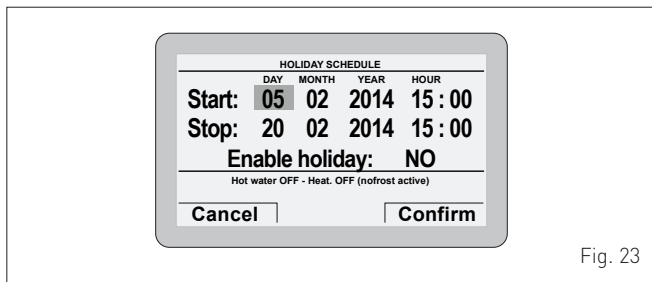 HOLIDAY SCHEDULE
DAY MONTH YEAR HOUR
Start: 05 02 2014 15 : 00
Stop: 20 02 2014 15 : 00
Enable holiday: NO
Hot water OFF - Heat. OFF (nofrost active)
Cancel Confirm
Fig. 23